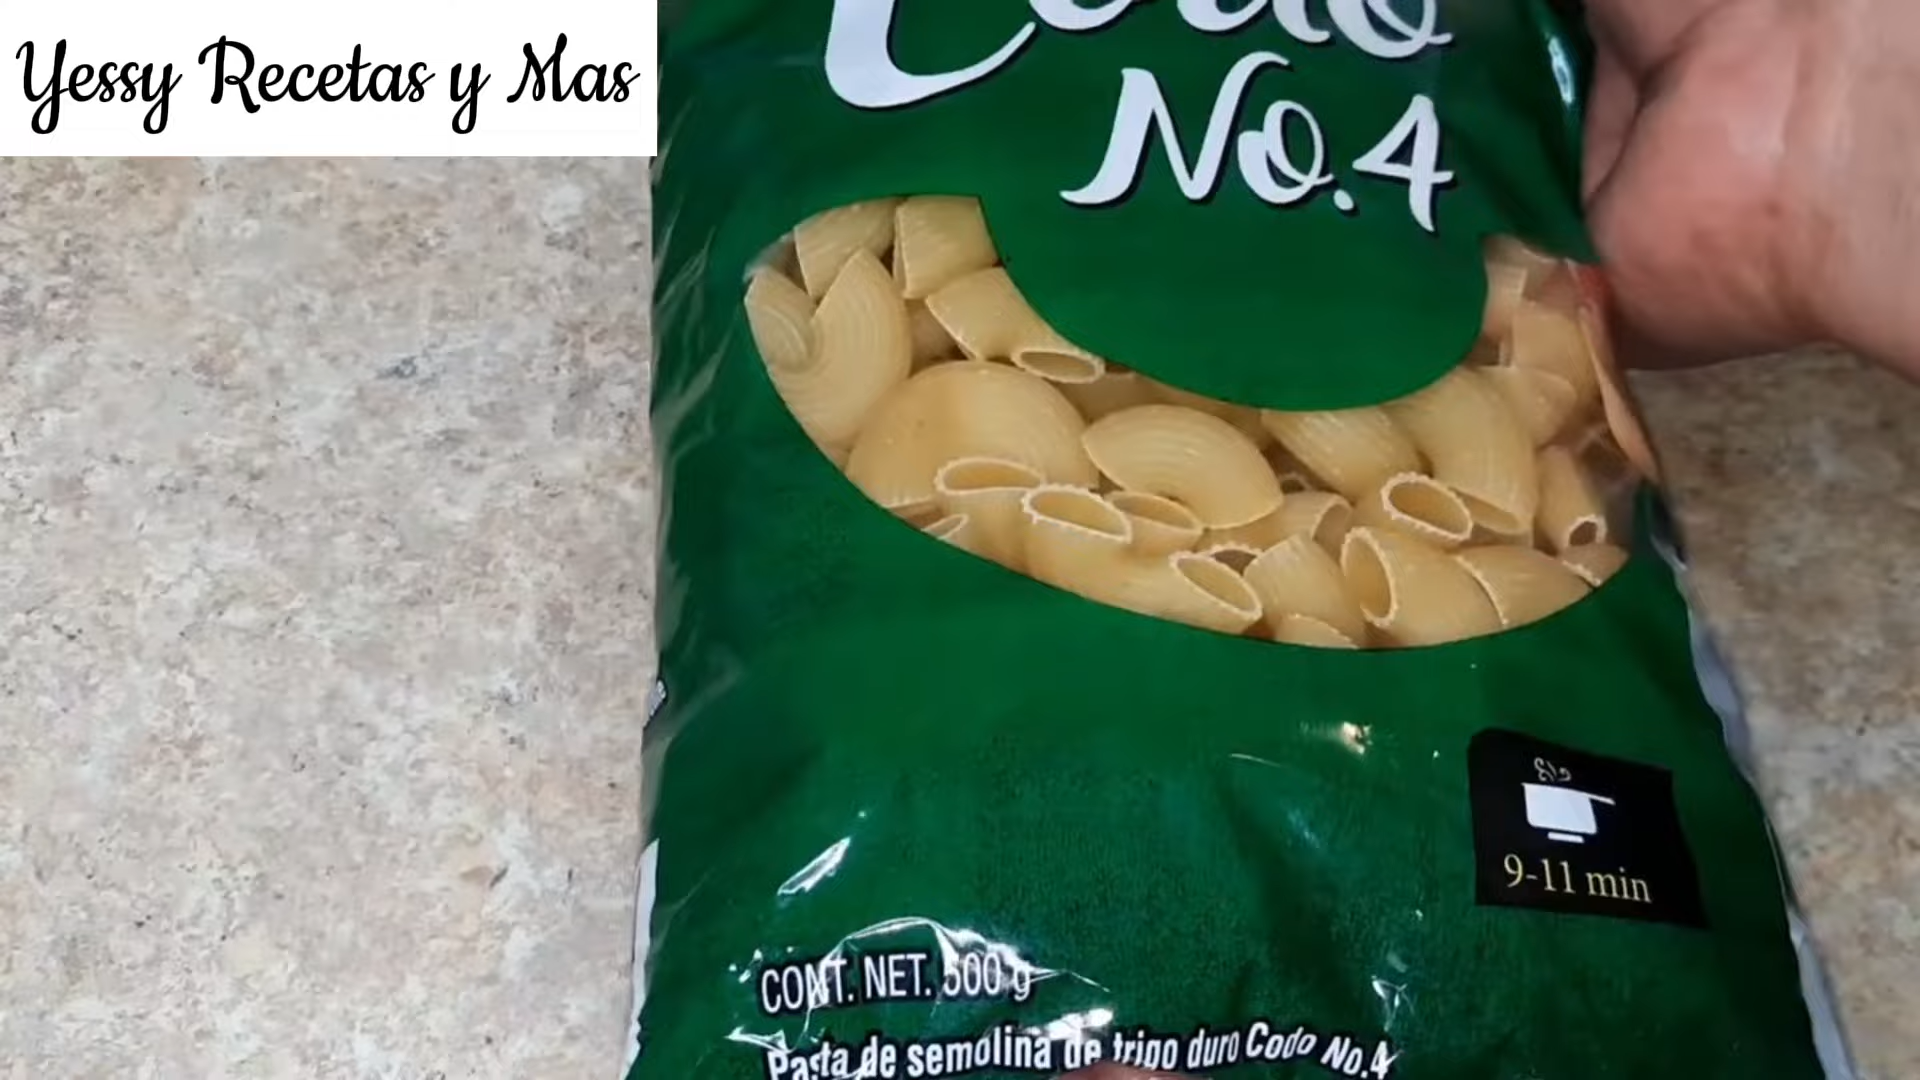 Yessy Recetas y Mas
Codo
No.4
9-11 min
CONT. NET. 500 g
Pasta de semolina de trigo duro Codo No.4